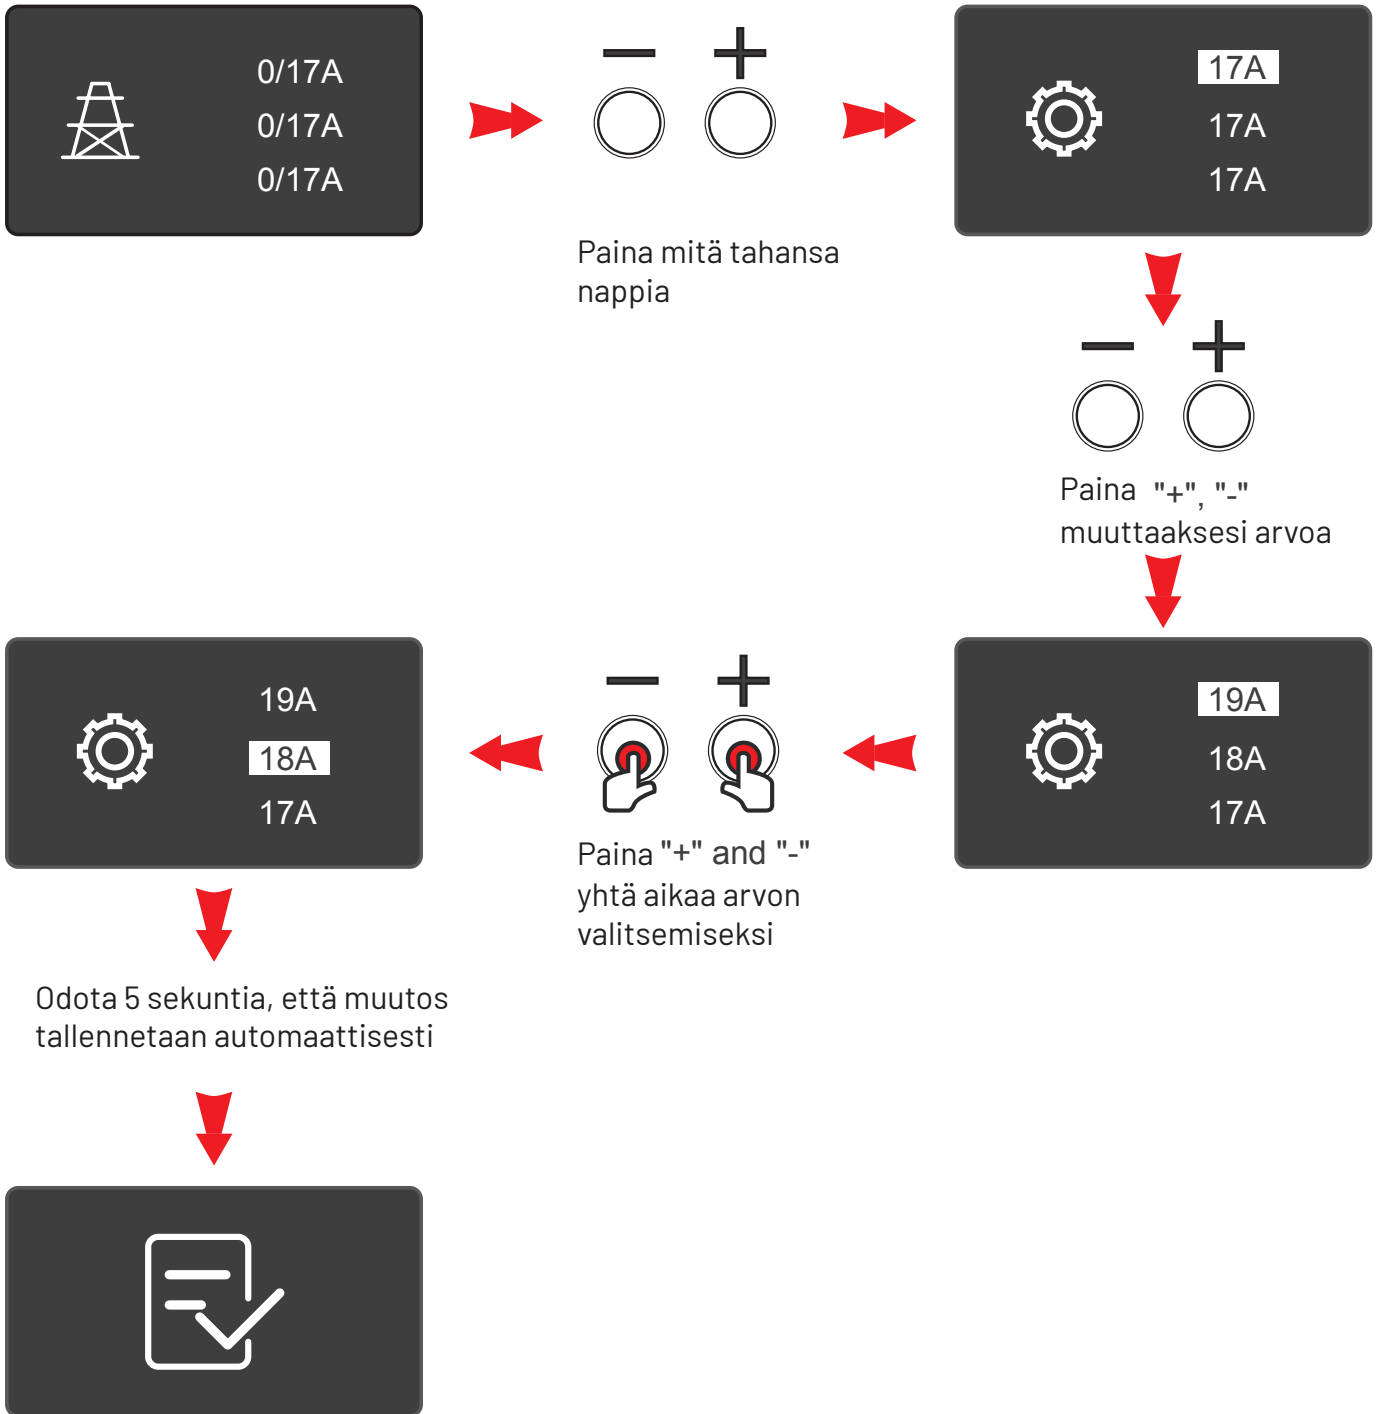 0/17A
0/17A
0/17A
Paina mitä tahansa
nappia
17A
17A
17A
Paina "+", "-"
muuttaaksesi arvoa
19A
18A
17A
Paina "+" and "-"
yhtä aikaa arvon
valitsemiseksi
19A
18A
17A
Odota 5 sekuntia, että muutos
tallennetaan automaattisesti